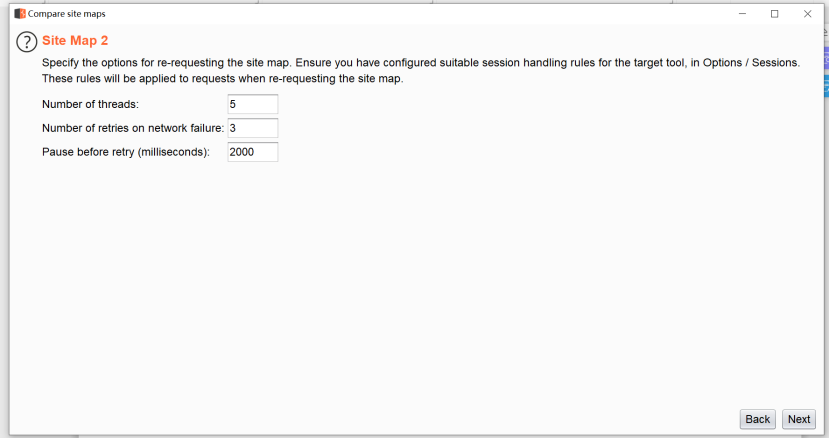 Compare site maps
Site Map 2
Specify the options for re-requesting the site map. Ensure you have configured suitable session handling rules for the target tool, in Options / Sessions.
These rules will be applied to requests when re-requesting the site map.
Number of threads: 5
Number of retries on network failure: 3
Pause before retry (milliseconds): 2000
Back Next